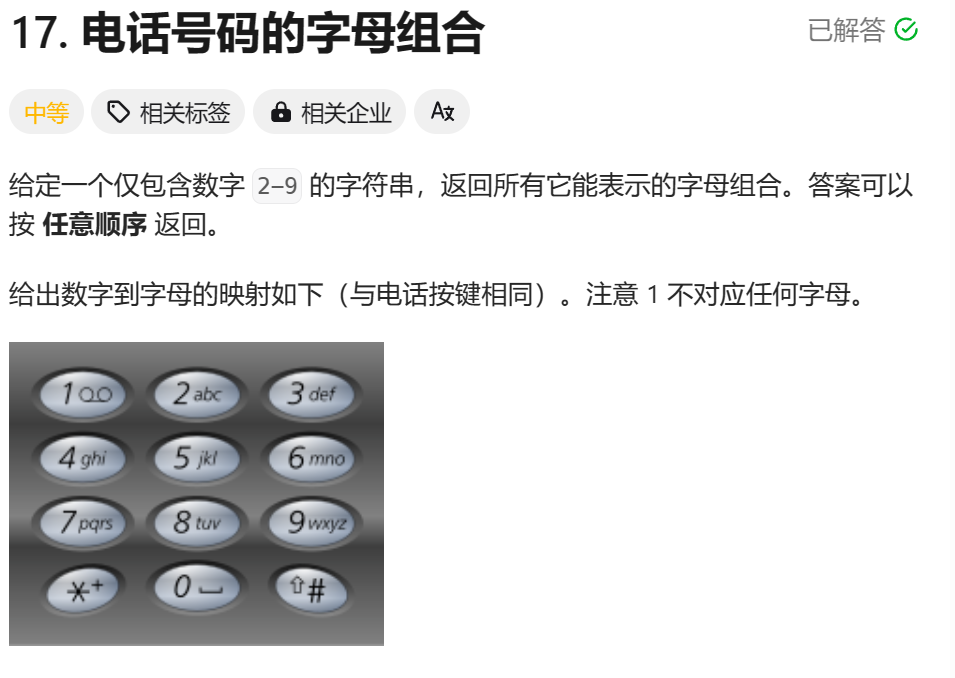 17. 电话号码的字母组合
已解答
中等 相关标签 相关企业 A文
给定一个仅包含数字 2-9 的字符串，返回所有它能表示的字母组合。答案可以
按 任意顺序 返回。
给出数字到字母的映射如下（与电话按键相同）。注意 1 不对应任何字母。
1 2 abc 3 def
4 ghi 5 jkl 6 mno
7 pqrs 8 tuv 9 wxyz
*+ 0 #